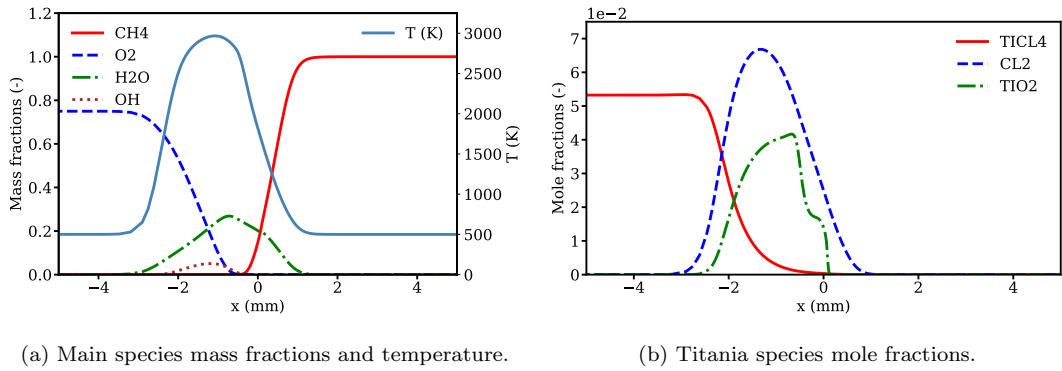 1.2
1.0
0.8
0.6
0.4
0.2
0.0
Mass fractions (-)
CH4
O2
H2O
OH
T (K)
3000
2500
2000
1500
1000
500
0
T (K)
−4 −2 0 2 4
x (mm)
1e−2
7
6
5
4
3
2
1
0
Mole fractions (-)
TICL4
CL2
TIO2
−4 −2 0 2 4
x (mm)
(a) Main species mass fractions and temperature.
(b) Titania species mole fractions.